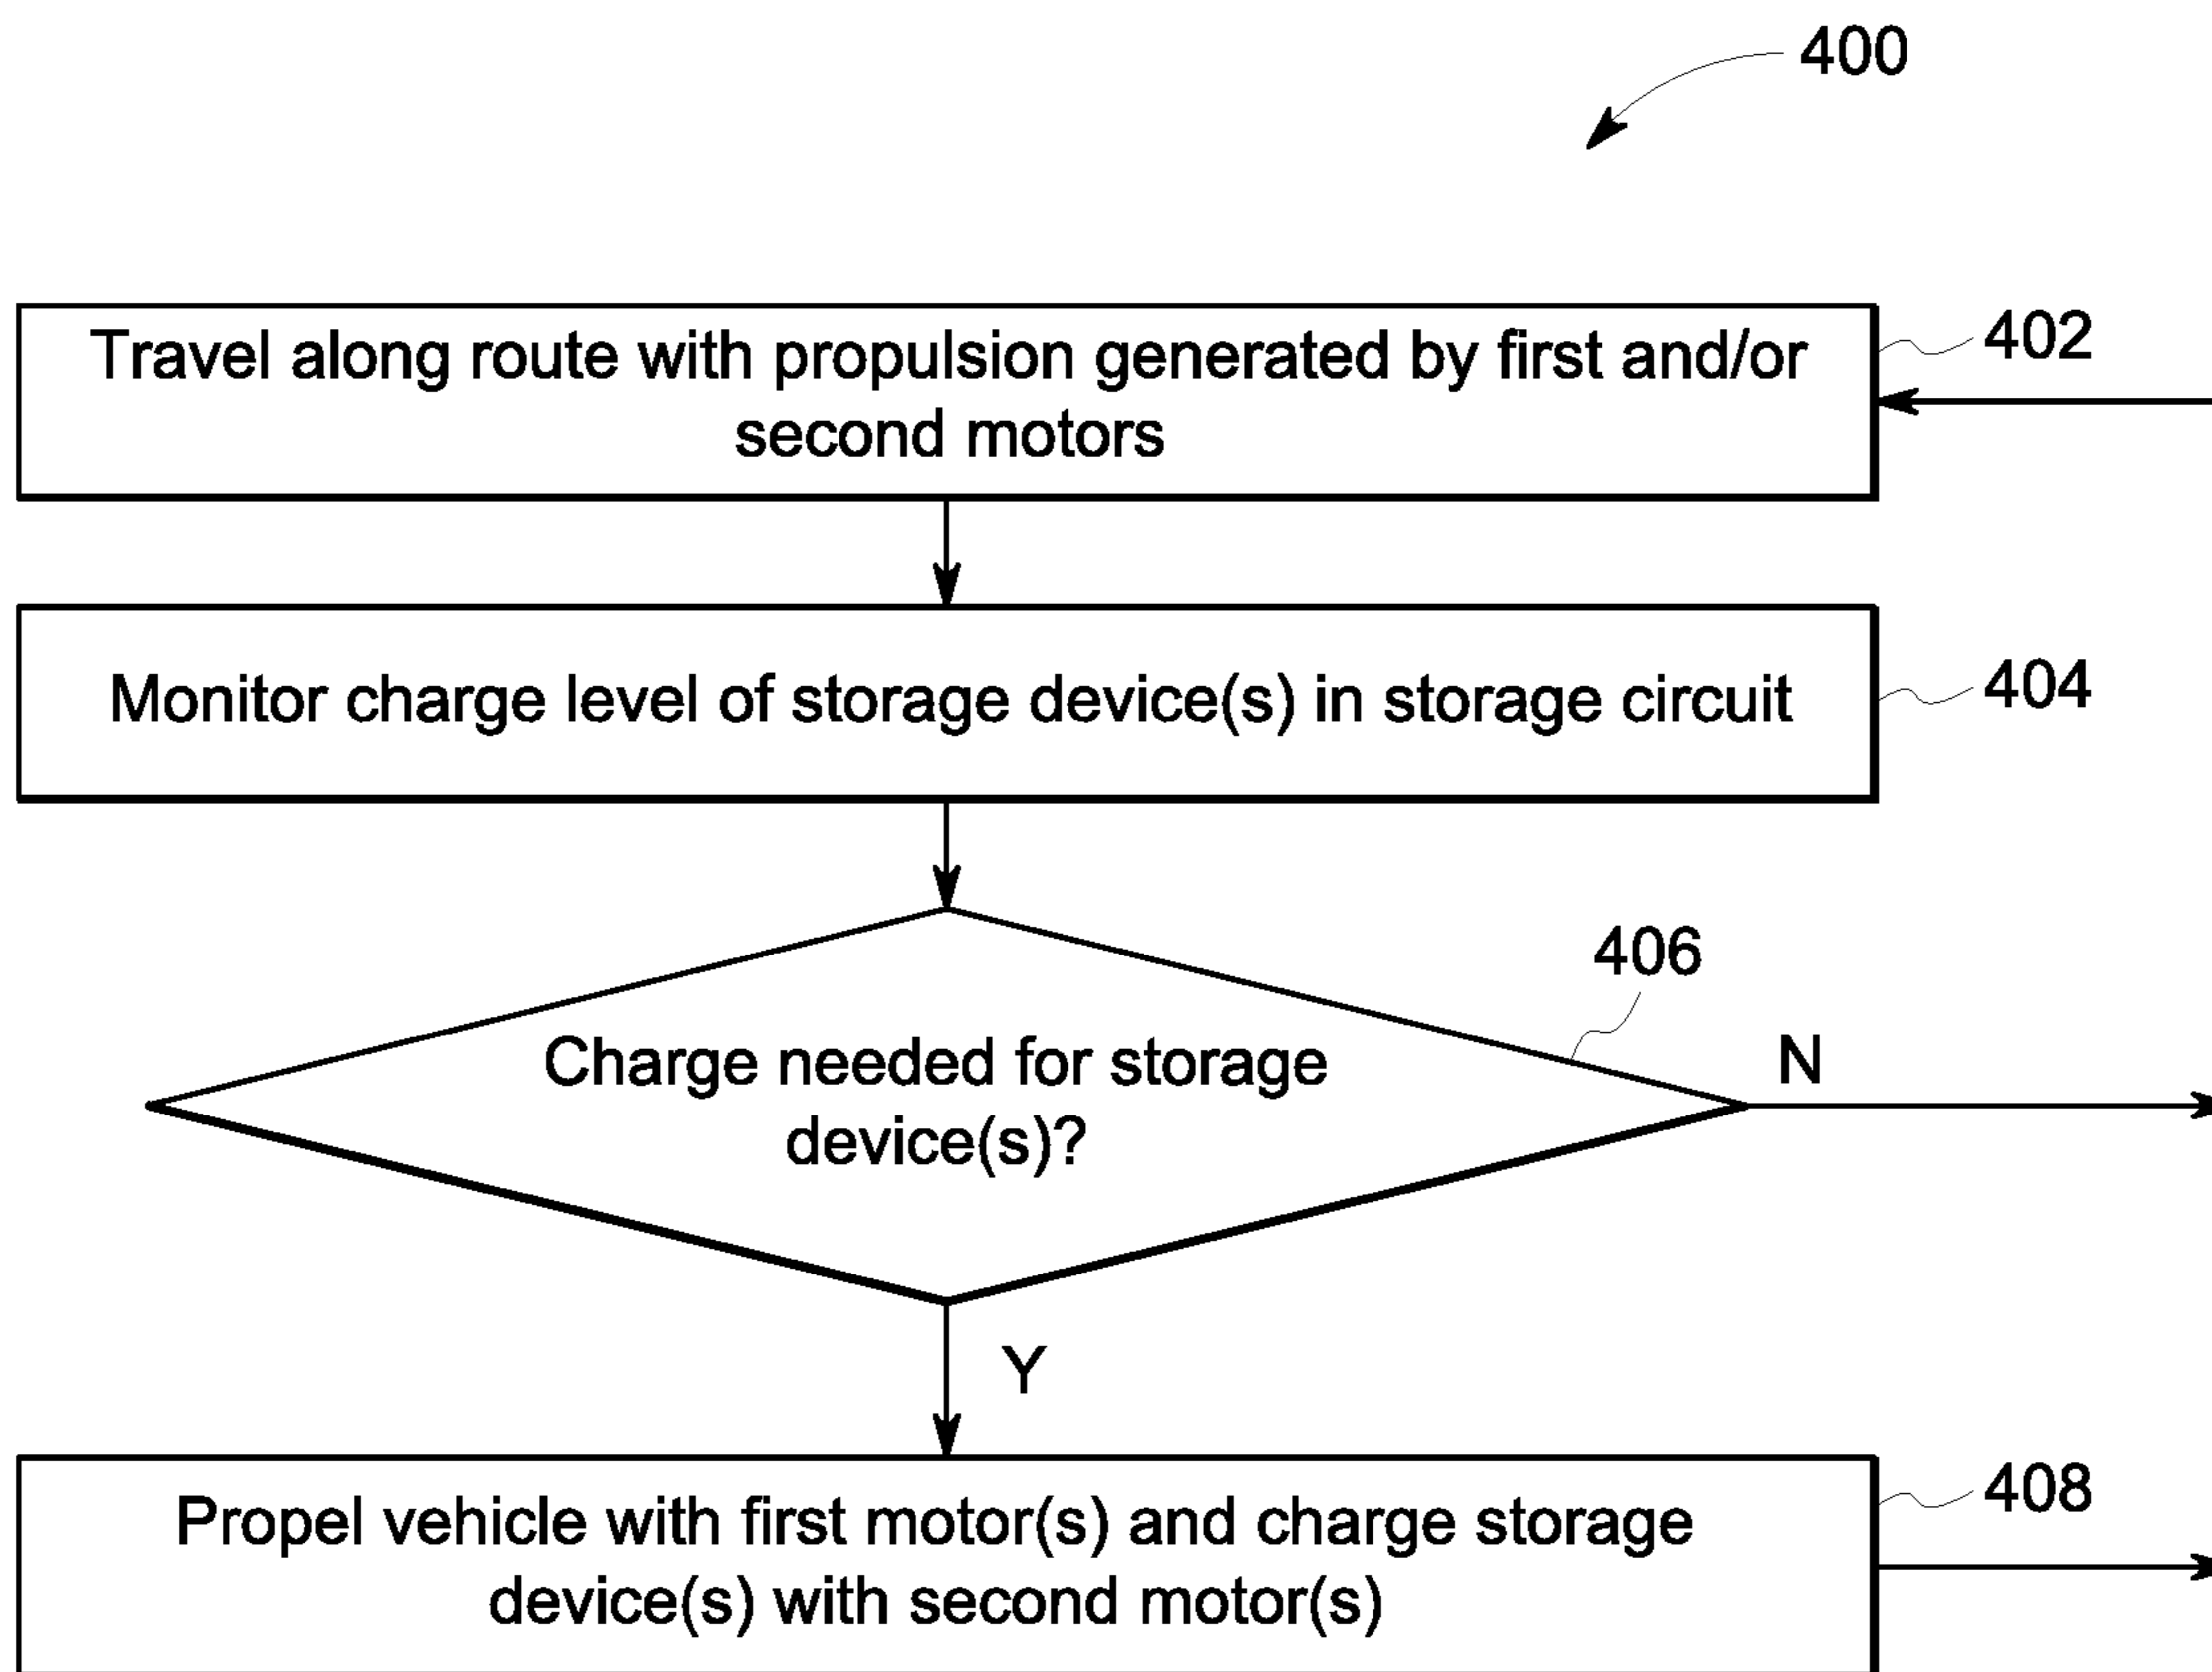 400
Travel along route with propulsion generated by first and/or
second motors
402
Monitor charge level of storage device(s) in storage circuit
404
406
Charge needed for storage
device(s)?
N
Y
Propel vehicle with first motor(s) and charge storage
device(s) with second motor(s)
408